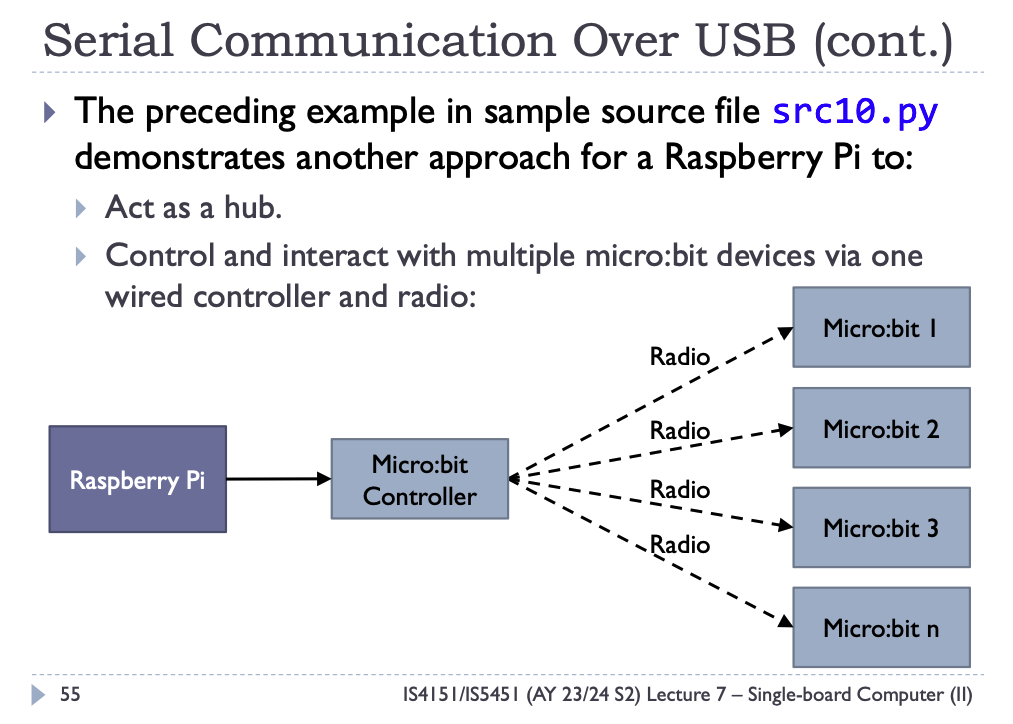 Serial Communication Over USB (cont.)
The preceding example in sample source file src10.py
demonstrates another approach for a Raspberry Pi to:
Act as a hub.
Control and interact with multiple micro:bit devices via one
wired controller and radio:
Raspberry Pi
Micro:bit
Controller
Radio
Radio
Radio
Radio
Micro:bit 1
Micro:bit 2
Micro:bit 3
Micro:bit n
55
IS4151/IS5451 (AY 23/24 S2) Lecture 7 – Single-board Computer (II)